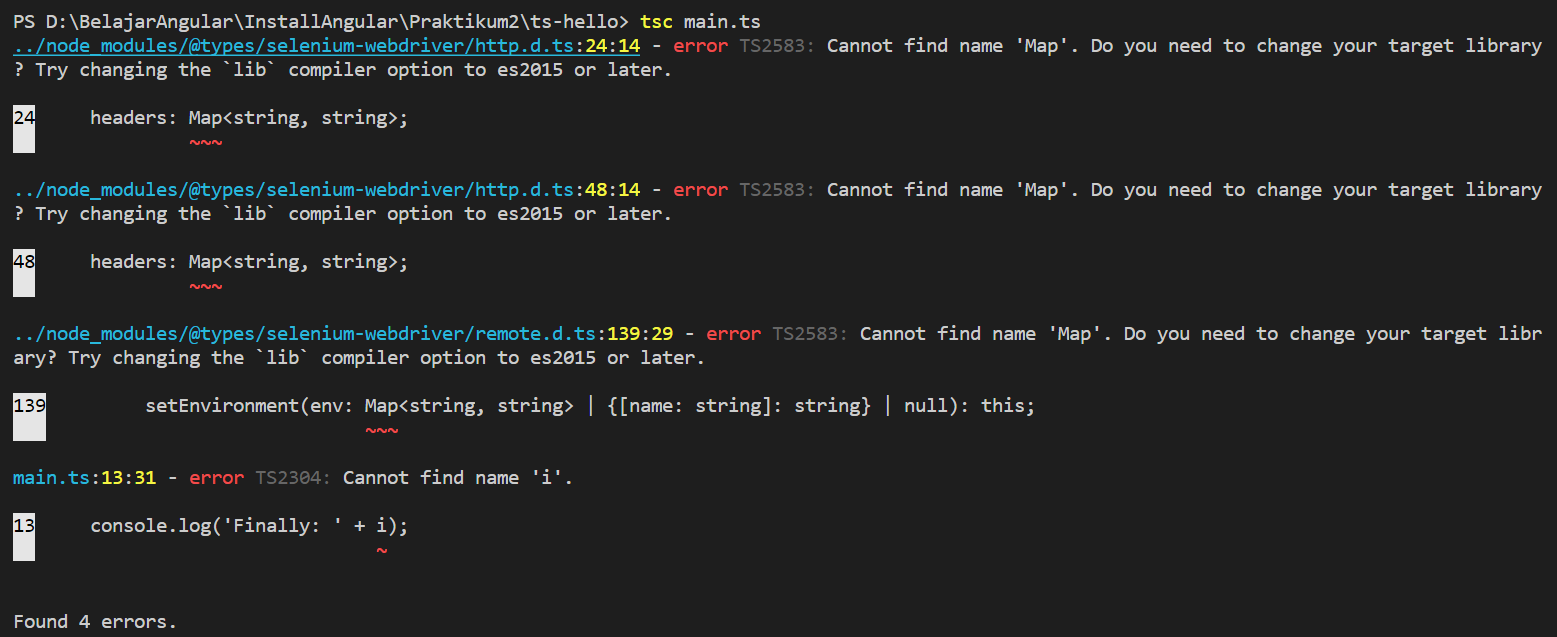 PS D:\BelajarAngular\InstallAngular\Praktikum2\ts-hello> tsc main.ts
../node_modules/@types/selenium-webdriver/http.d.ts:24:14 - error TS2583: Cannot find name 'Map'. Do you need to change your target library
? Try changing the `lib` compiler option to es2015 or later.
24     headers: Map<string, string>;
~~~
../node_modules/@types/selenium-webdriver/http.d.ts:48:14 - error TS2583: Cannot find name 'Map'. Do you need to change your target library
? Try changing the `lib` compiler option to es2015 or later.
48     headers: Map<string, string>;
~~~
../node_modules/@types/selenium-webdriver/remote.d.ts:139:29 - error TS2583: Cannot find name 'Map'. Do you need to change your target libr
ary? Try changing the `lib` compiler option to es2015 or later.
139         setEnvironment(env: Map<string, string> | {[name: string]: string} | null): this;
~~~
main.ts:13:31 - error TS2304: Cannot find name 'i'.
13     console.log('Finally: ' + i);
~
Found 4 errors.